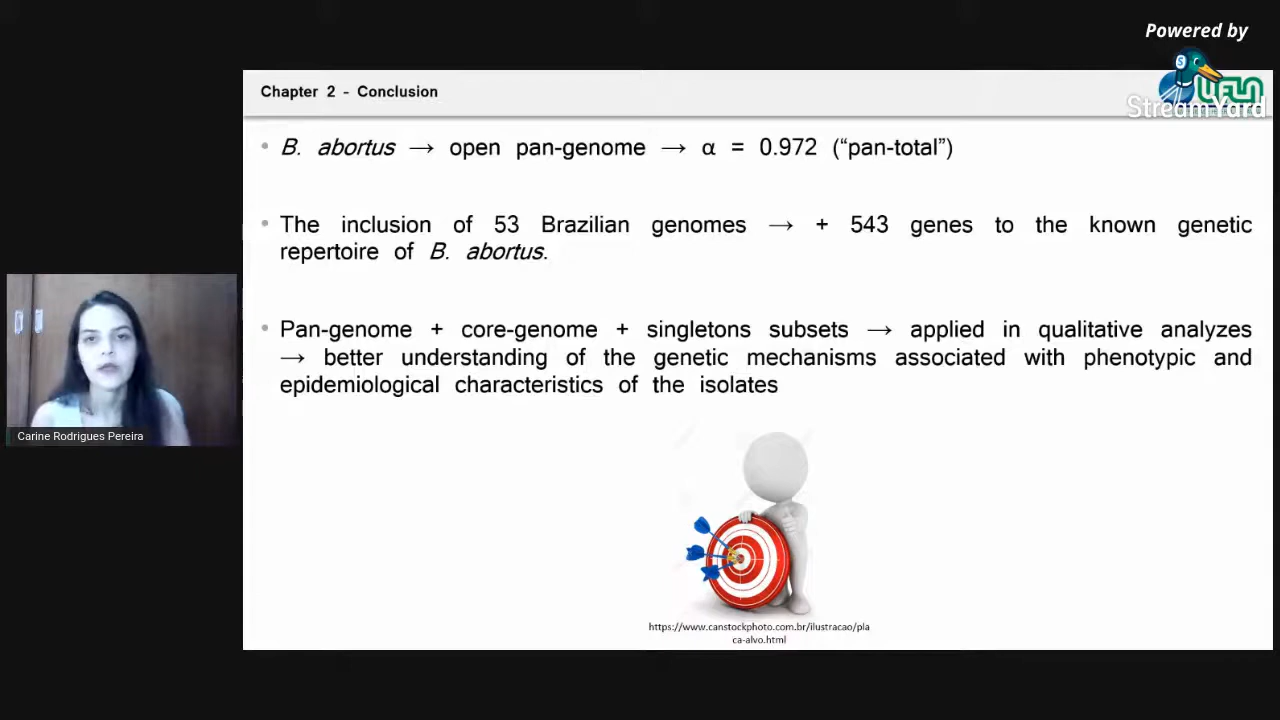 Powered by
StreamYard
Chapter 2 - Conclusion
• B. abortus → open pan-genome → α = 0.972 (“pan-total”)
• The inclusion of 53 Brazilian genomes → + 543 genes to the known genetic
repertoire of B. abortus.
• Pan-genome + core-genome + singletons subsets → applied in qualitative analyzes
→ better understanding of the genetic mechanisms associated with phenotypic and
epidemiological characteristics of the isolates
Carine Rodrigues Pereira
https://www.canstockphoto.com.br/ilustracao/pla
ca-alvo.html